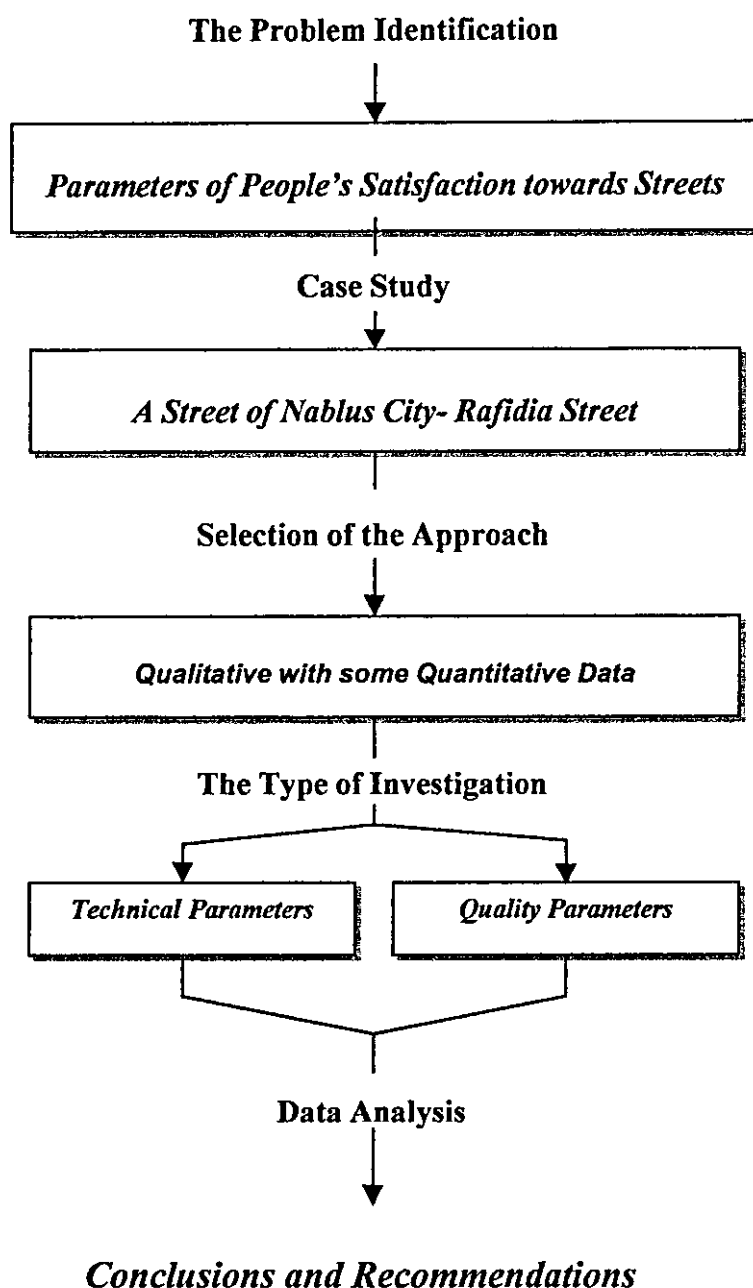 The Problem Identification
Parameters of People's Satisfaction towards Streets
Case Study
A Street of Nablus City- Rafidia Street
Selection of the Approach
Qualitative with some Quantitative Data
The Type of Investigation
Technical Parameters
Quality Parameters
Data Analysis
Conclusions and Recommendations